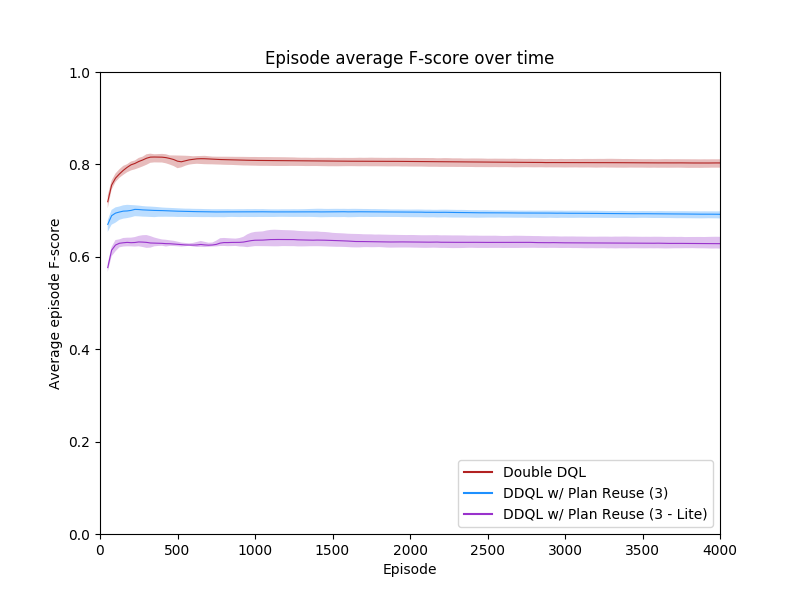 Episode average F-score over time
1.0
0.8
0.6
0.4
0.2
0.0
Average episode F-score
0 500 1000 1500 2000 2500 3000 3500 4000
Episode
Double DQL
DDQL w/ Plan Reuse (3)
DDQL w/ Plan Reuse (3 - Lite)